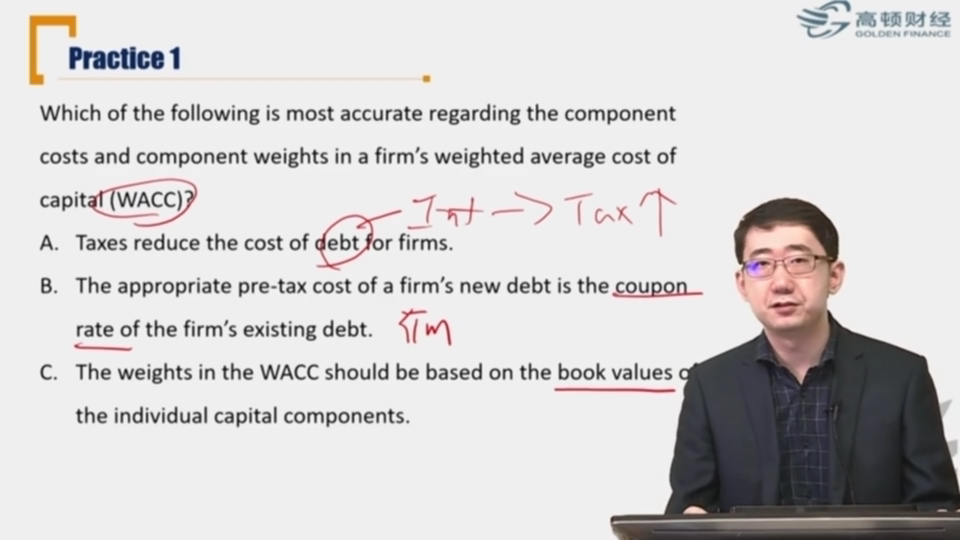 高顿财经
GOLDEN FINANCE
Practice 1
Which of the following is most accurate regarding the component
costs and component weights in a firm's weighted average cost of
capital (WACC)?
Int → Tax↑
A. Taxes reduce the cost of debt for firms.
B. The appropriate pre-tax cost of a firm's new debt is the coupon
rate of the firm's existing debt.
C. The weights in the WACC should be based on the book values
the individual capital components.